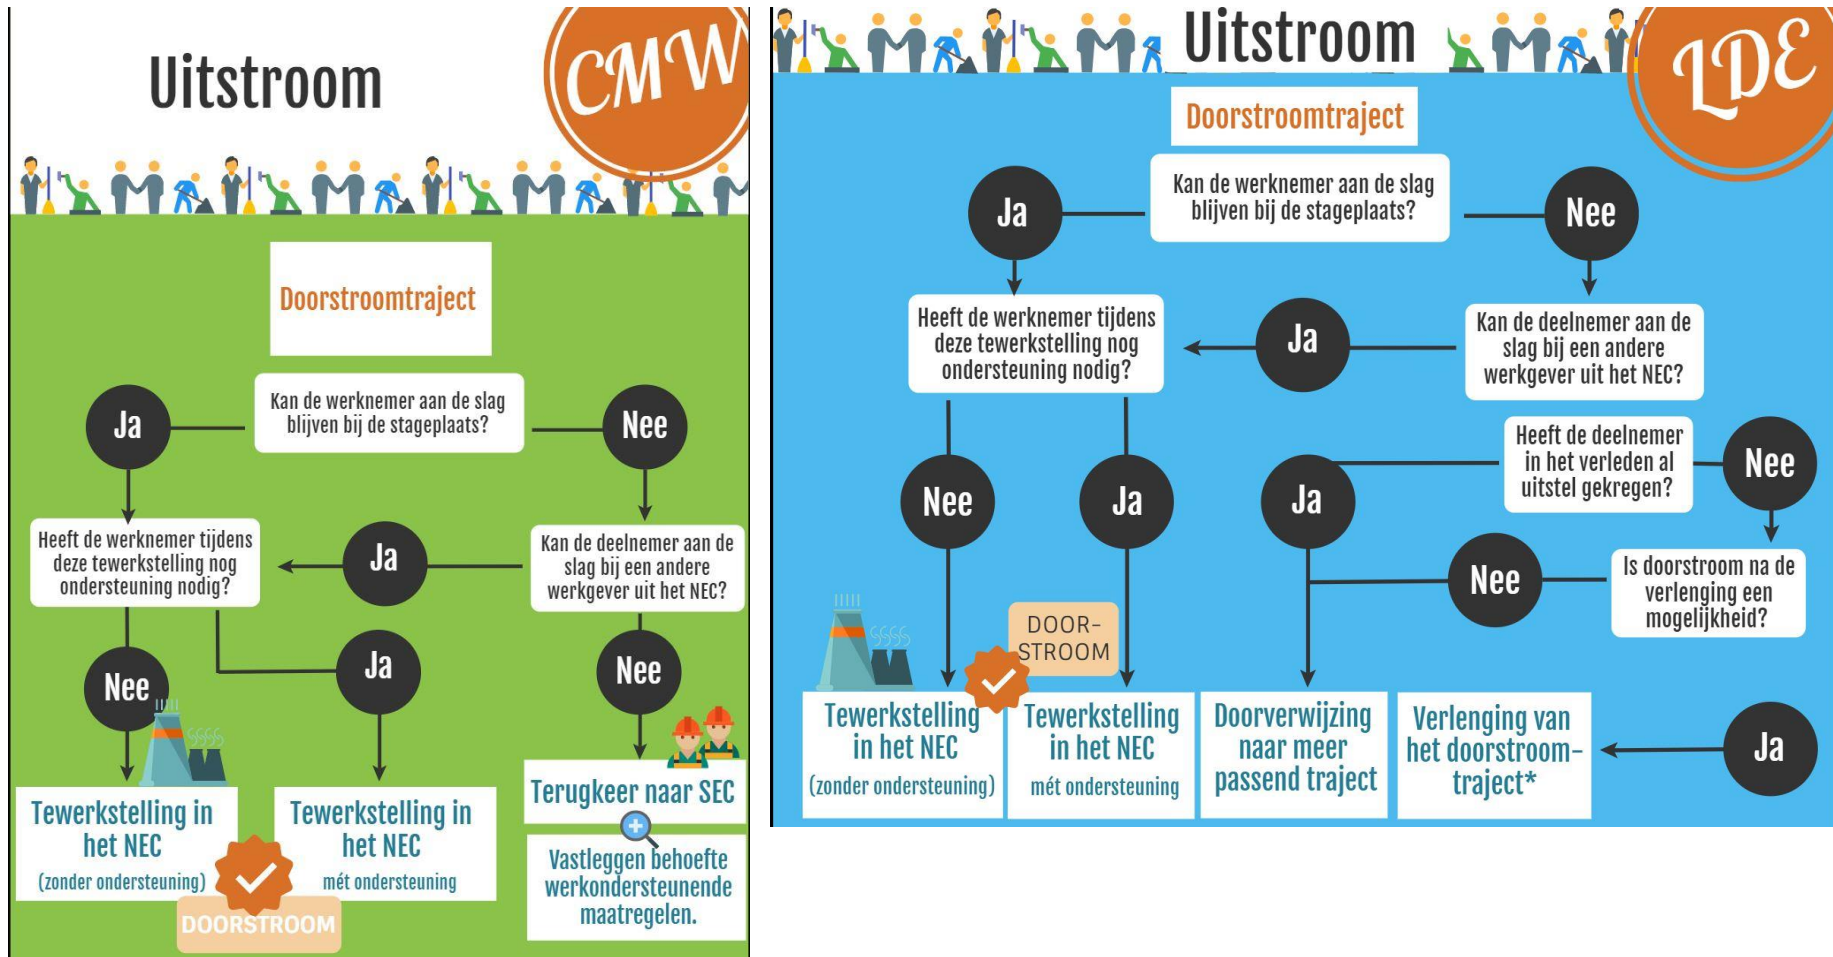 Uitstroom
CMW
Doorstroomtraject
Kan de werknemer aan de slag
blijven bij de stageplaats?
Ja
Nee
Heeft de werknemer tijdens
deze tewerkstelling nog
ondersteuning nodig?
Ja
Kan de deelnemer aan de
slag bij een andere
werkgever uit het NEC?
Nee
Ja
Nee
Tewerkstelling in
het NEC
(zonder ondersteuning)
Tewerkstelling in
het NEC
mét ondersteuning
DOORSTROOM
Terugkeer naar SEC
Vastleggen behoefte
werkondersteunende
maatregelen.
Uitstroom
LDE
Doorstroomtraject
Kan de werknemer aan de slag
blijven bij de stageplaats?
Ja
Nee
Heeft de werknemer tijdens
deze tewerkstelling nog
ondersteuning nodig?
Ja
Kan de deelnemer aan de
slag bij een andere
werkgever uit het NEC?
Heeft de deelnemer
in het verleden al
uitstel gekregen?
Nee
Nee
Ja
Ja
Nee
Is doorstroom na de
verlenging een
mogelijkheid?
DOOR-
STROOM
Tewerkstelling
in het NEC
(zonder ondersteuning)
Tewerkstelling
in het NEC
mét ondersteuning
Doorverwijzing
naar meer
passend traject
Verlenging van
het doorstroom-
traject*
Ja